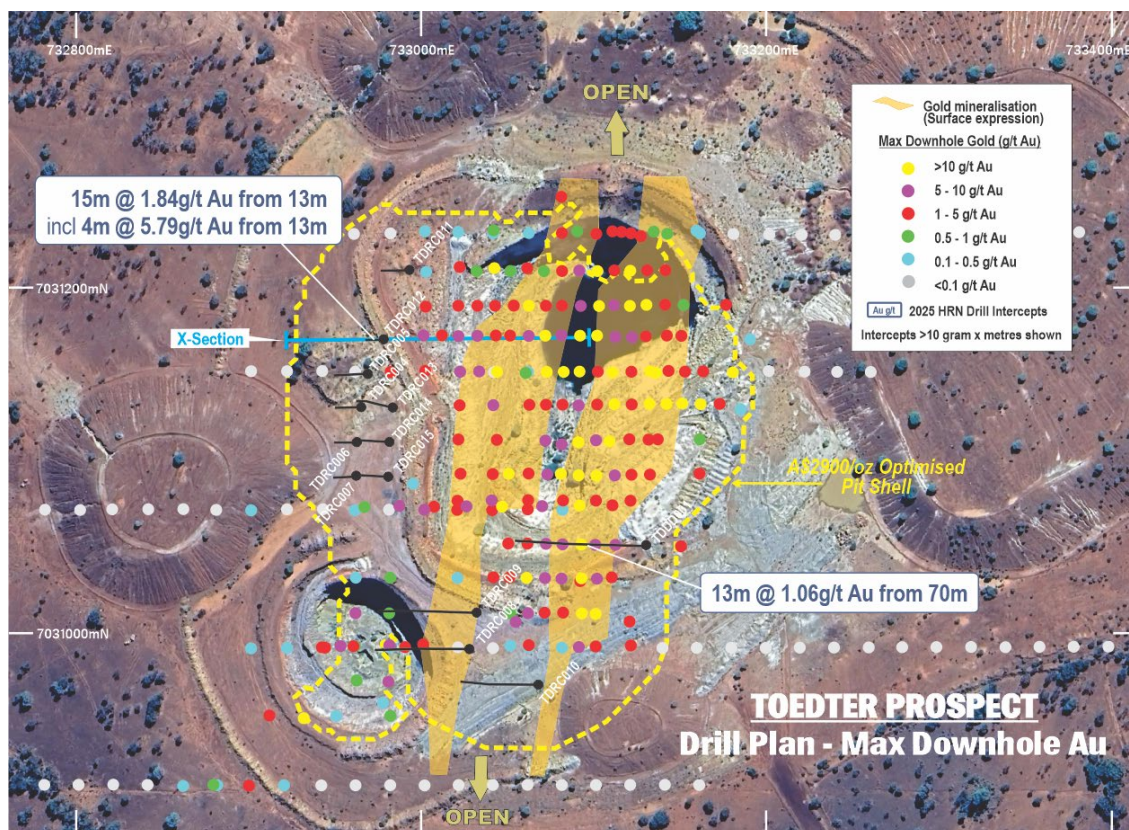 732800mE
733000mE
733200mE
733400mE
OPEN
Gold mineralisation
(Surface expression)
Max Downhole Gold (g/t Au)
>10 g/t Au
5 - 10 g/t Au
1 - 5 g/t Au
0.5 - 1 g/t Au
0.1 - 0.5 g/t Au
<0.1 g/t Au
Au g/t
2025 HRN Drill Intercepts
Intercepts >10 gram x metres shown
15m @ 1.84g/t Au from 13m
incl 4m @ 5.79g/t Au from 13m
TDRC011
7031200mN
TDRC012
X-Section
TDRC005
TDRC013
TDRC014
TDRC006
TDRC015
TDRC007
A$2900/oz Optimised
Pit Shell
TDRC009
13m @ 1.06g/t Au from 70m
TDRC008
7031000mN
TDRC010
TOEDTER PROSPECT
Drill Plan - Max Downhole Au
OPEN